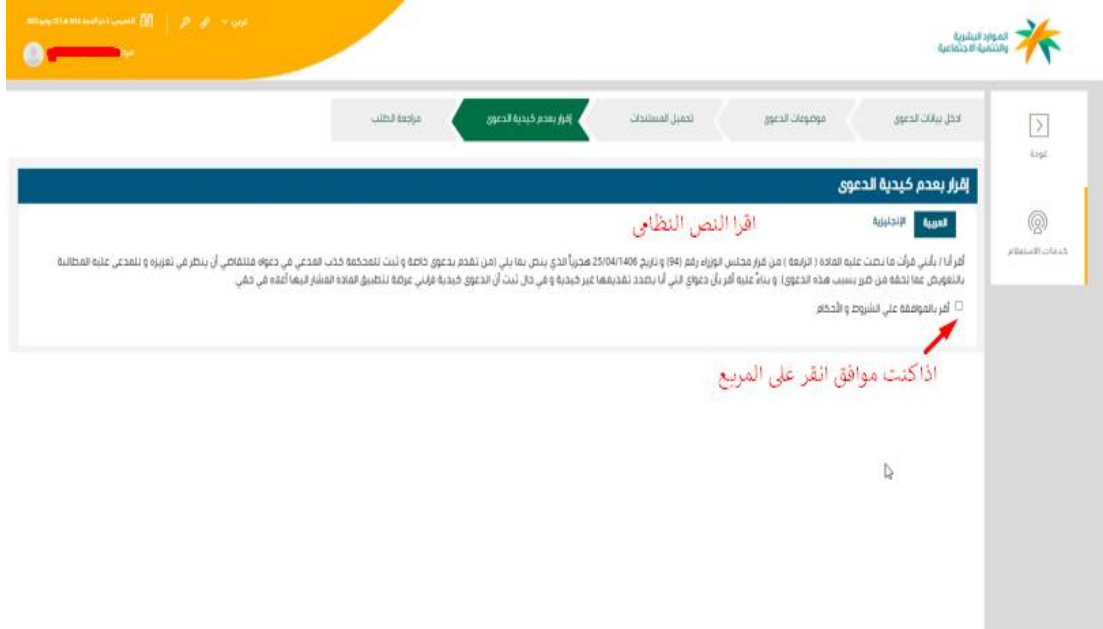 عربي
الموارد البشرية
والتنمية الاجتماعية
عودة
خدمات الاستعلام
ادخل بيانات الدعوى
موضوعات الدعوى
تحميل المستندات
إقرار بعدم كيدية الدعوى
مراجعة الطلب
إقرار بعدم كيدية الدعوى
العربية
الإنجليزية
اقرا النص النظامي
أقر أنا / بأنني قرأت ما نصت عليه المادة ( الرابعة ) من قرار مجلس الوزراء رقم (94) و تاريخ 25/04/1406 هجرياً الذي ينص بما يلي (من تقدم بدعوى خاصة و ثبت للمحكمة كذب المدعي في دعواه فللقاضي أن ينظر في تعزيره و للمدعى عليه المطالبة
بالتعويض عما لحقه من ضرر بسبب هذه الدعوى). و بناءً عليه أقر بأن دعواي التي أنا بصدد تقديمها غير كيدية و في حال ثبت أن الدعوى كيدية فإنني عرضة لتطبيق المادة المشار اليها أعلاه في حقي.
أقر بالموافقة على الشروط و الأحكام
اذاكنت موافق انقر على المربع